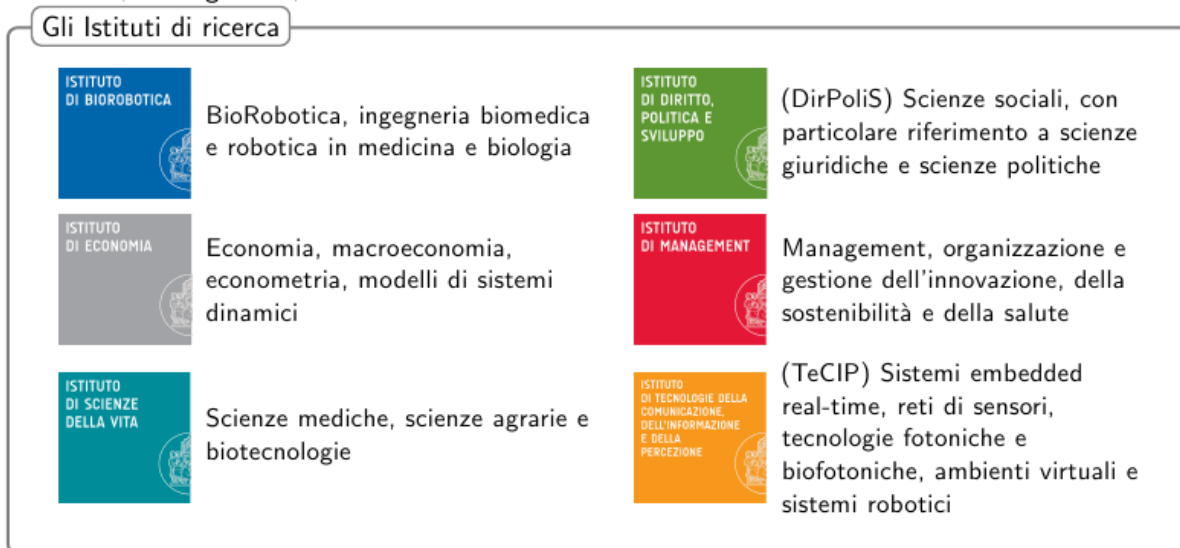 Gli Istituti di ricerca
ISTITUTO
DI BIOROBOTICA
BioRobotica, ingegneria biomedica
e robotica in medicina e biologia
ISTITUTO
DI DIRITTO,
POLITICA E
SVILUPPO
(DirPoliS) Scienze sociali, con
particolare riferimento a scienze
giuridiche e scienze politiche
ISTITUTO
DI ECONOMIA
Economia, macroeconomia,
econometria, modelli di sistemi
dinamici
ISTITUTO
DI MANAGEMENT
Management, organizzazione e
gestione dell'innovazione, della
sostenibilità e della salute
ISTITUTO
DI SCIENZE
DELLA VITA
Scienze mediche, scienze agrarie e
biotecnologie
ISTITUTO
DI TECNOLOGIE DELLA
COMUNICAZIONE,
DELL'INFORMAZIONE
E DELLA
PERCEZIONE
(TeCIP) Sistemi embedded
real-time, reti di sensori,
tecnologie fotoniche e
biofotoniche, ambienti virtuali e
sistemi robotici